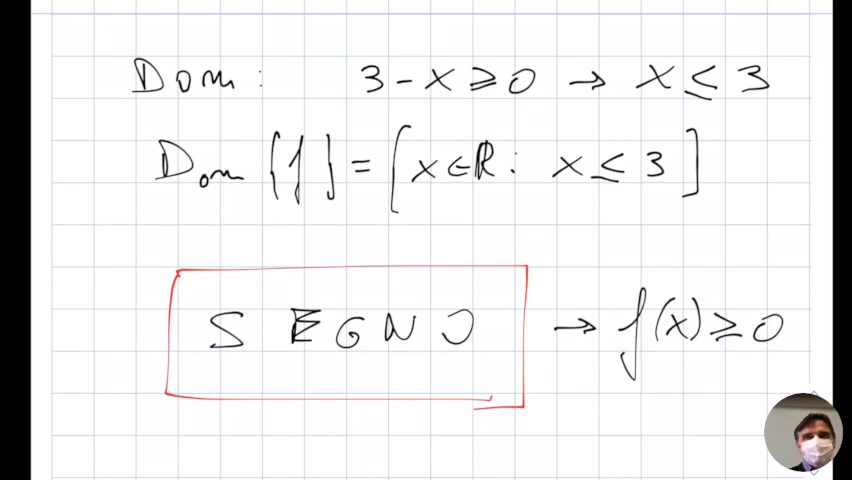 Dom: 3-x≥0 → x≤3
Dom {f} = [x∈ℝ: x≤3]
SEGNO → f(x)≥0